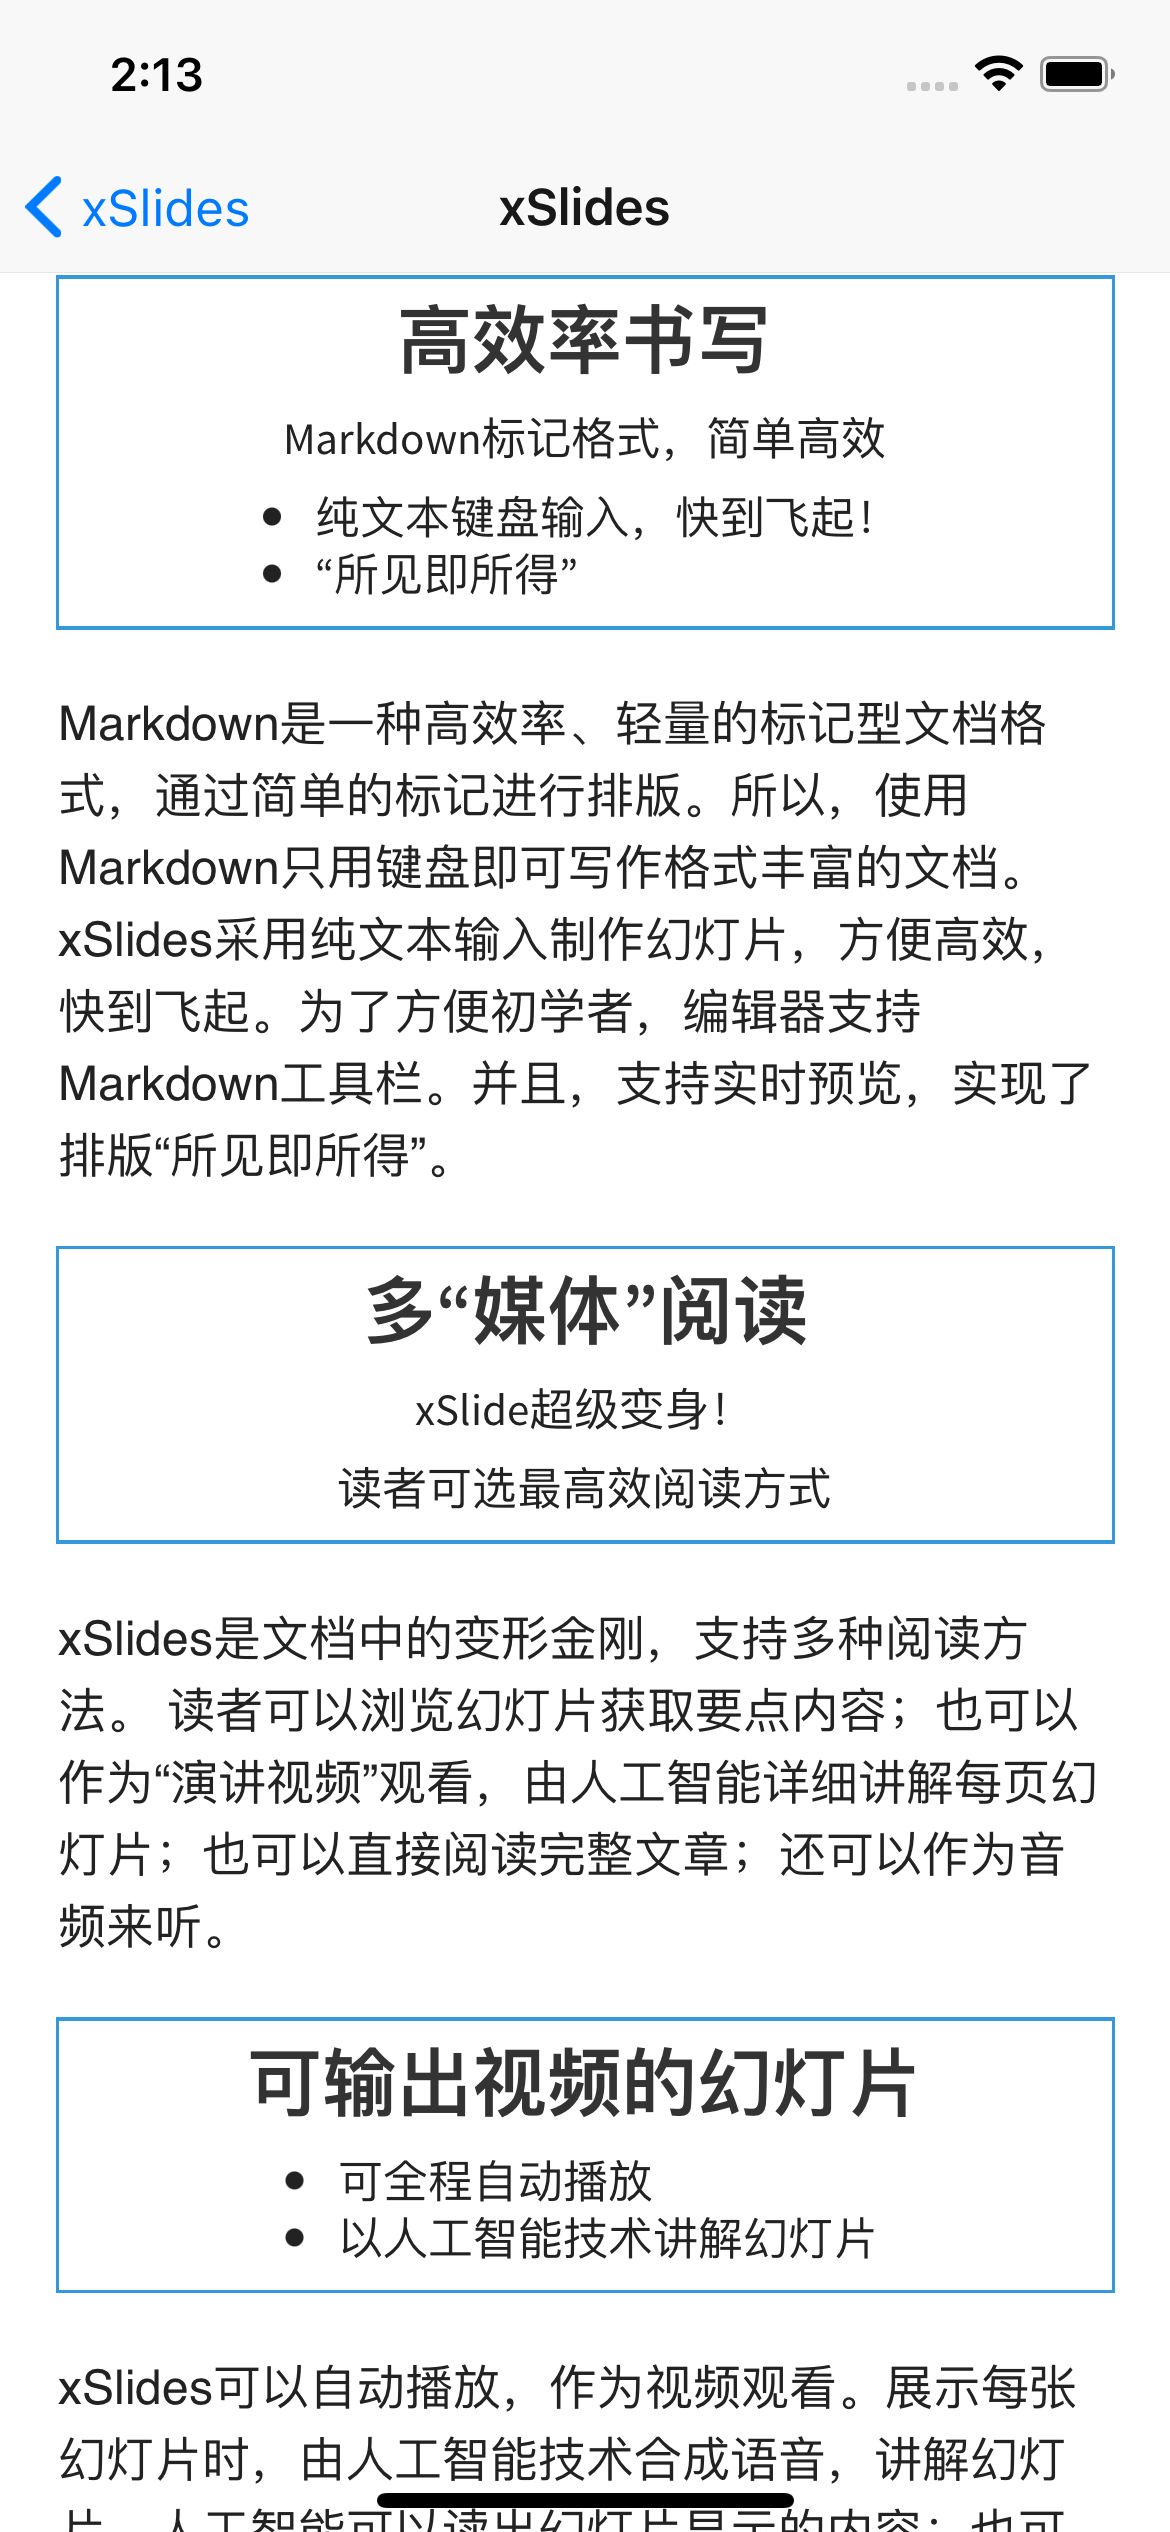 2:13
xSlides
xSlides
高效率书写
Markdown标记格式，简单高效
• 纯文本键盘输入，快到飞起！
• “所见即所得”
Markdown是一种高效率、轻量的标记型文档格
式，通过简单的标记进行排版。所以，使用
Markdown只用键盘即可写作格式丰富的文档。
xSlides采用纯文本输入制作幻灯片，方便高效，
快到飞起。为了方便初学者，编辑器支持
Markdown工具栏。并且，支持实时预览，实现了
排版“所见即所得”。
多“媒体”阅读
xSlide超级变身！
读者可选最高效阅读方式
xSlides是文档中的变形金刚，支持多种阅读方
法。 读者可以浏览幻灯片获取要点内容；也可以
作为“演讲视频”观看，由人工智能详细讲解每页幻
灯片；也可以直接阅读完整文章；还可以作为音
频来听。
可输出视频的幻灯片
• 可全程自动播放
• 以人工智能技术讲解幻灯片
xSlides可以自动播放，作为视频观看。展示每张
幻灯片时，由人工智能技术合成语音，讲解幻灯
片。人工智能可以读出幻灯片显示的内容；也可